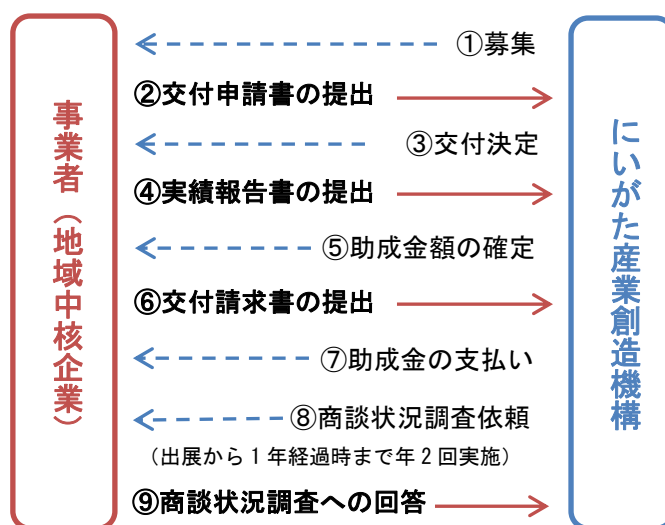 事業者（地域中核企業）
①募集
②交付申請書の提出
③交付決定
④実績報告書の提出
⑤助成金額の確定
⑥交付請求書の提出
⑦助成金の支払い
⑧商談状況調査依頼
（出展から1年経過時まで年2回実施）
⑨商談状況調査への回答
にいがた産業創造機構